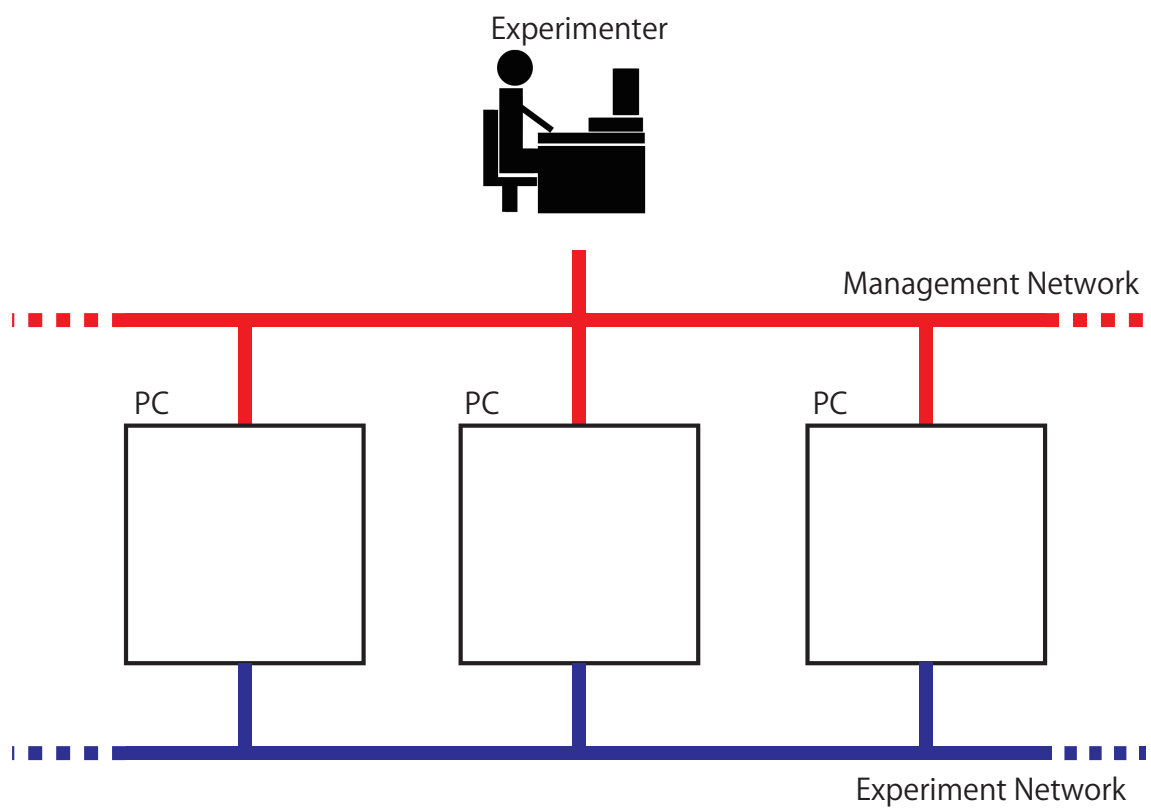 Experimenter
Management Network
PC
PC
PC
Experiment Network